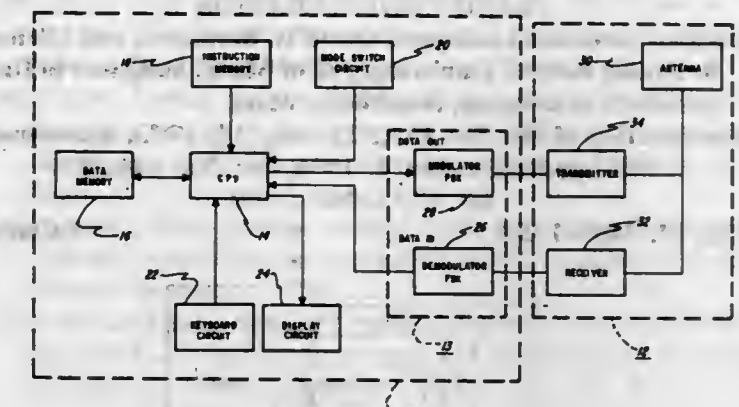 18
INSTRUCTION
MEMORY
MODE SWITCH
CIRCUIT
20
30
ANTENNA
DATA OUT
34
DATA
MEMORY
CPU
MODULATOR
FSK
TRANSMITTER
16
14
28
DATA IN
26
32
22
24
DEMODULATOR
FSK
RECEIVER
KEYBOARD
CIRCUIT
DISPLAY
CIRCUIT
13
12